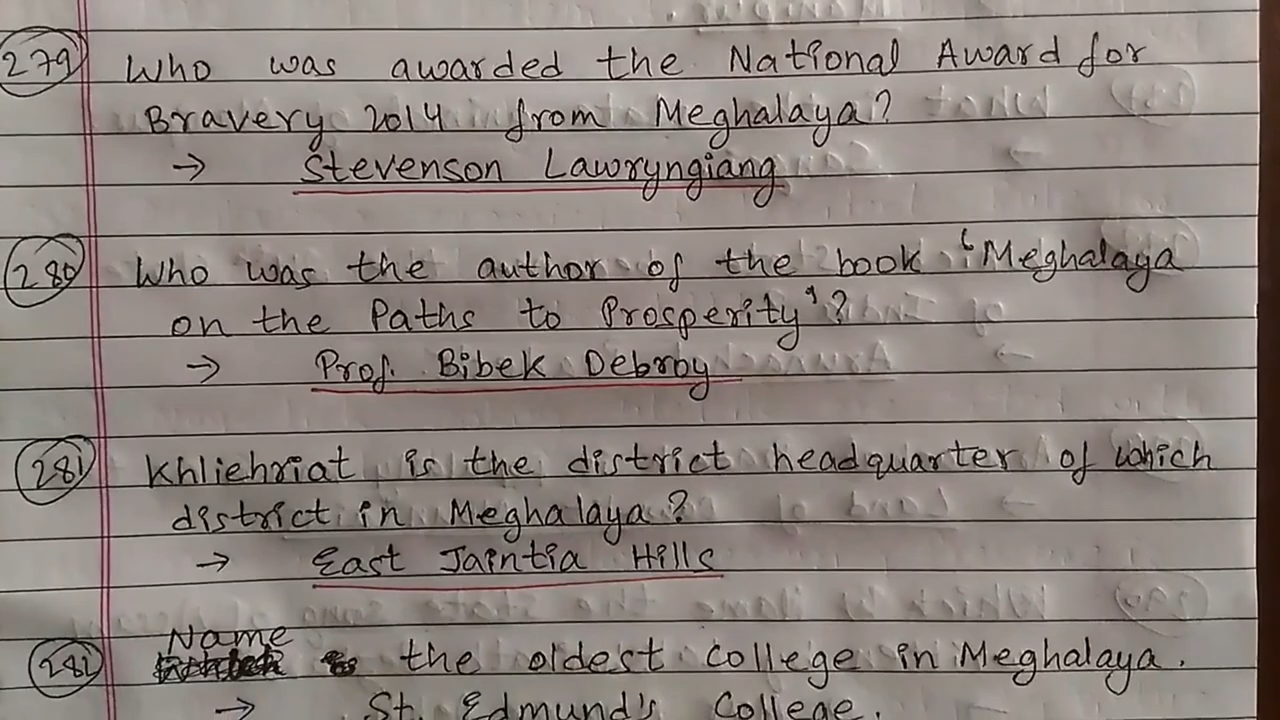 279 Who was awarded the National Award for
Bravery 2014 from Meghalaya?
→ Stevenson Lawryngiang
280 Who was the author of the book 'Meghalaya
on the Paths to Prosperity'?
→ Prof. Bibek Debroy
281 Khliehriat is the district headquarter of which
district in Meghalaya?
→ East Jaintia Hills
282 Name the oldest college in Meghalaya.
→ St. Edmund's College.